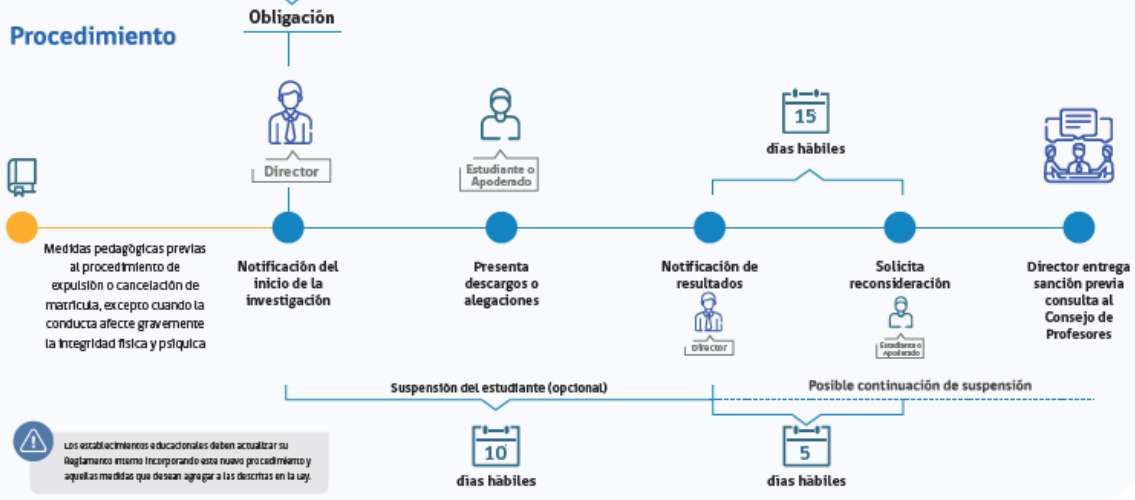 Procedimiento
Obligación
Director
Estudiante o
Apoderado
15
días hábiles
Medidas pedagógicas previas
al procedimiento de
expulsión o cancelación de
matrícula, excepto cuando la
conducta afecte gravemente
la integridad física y psíquica
Notificación del
inicio de la
investigación
Presenta
descargos o
alegaciones
Notificación de
resultados
Director
Solicita
reconsideración
Estudiante o
Apoderado
Director entrega
sanción previa
consulta al
Consejo de
Profesores
Suspensión del estudiante (opcional)
Posible continuación de suspensión
10
días hábiles
5
días hábiles
Los establecimientos educacionales deben actualizar su
Reglamento interno incorporando este nuevo procedimiento y
aquellas medidas que desean agregar a las descritas en la Ley.